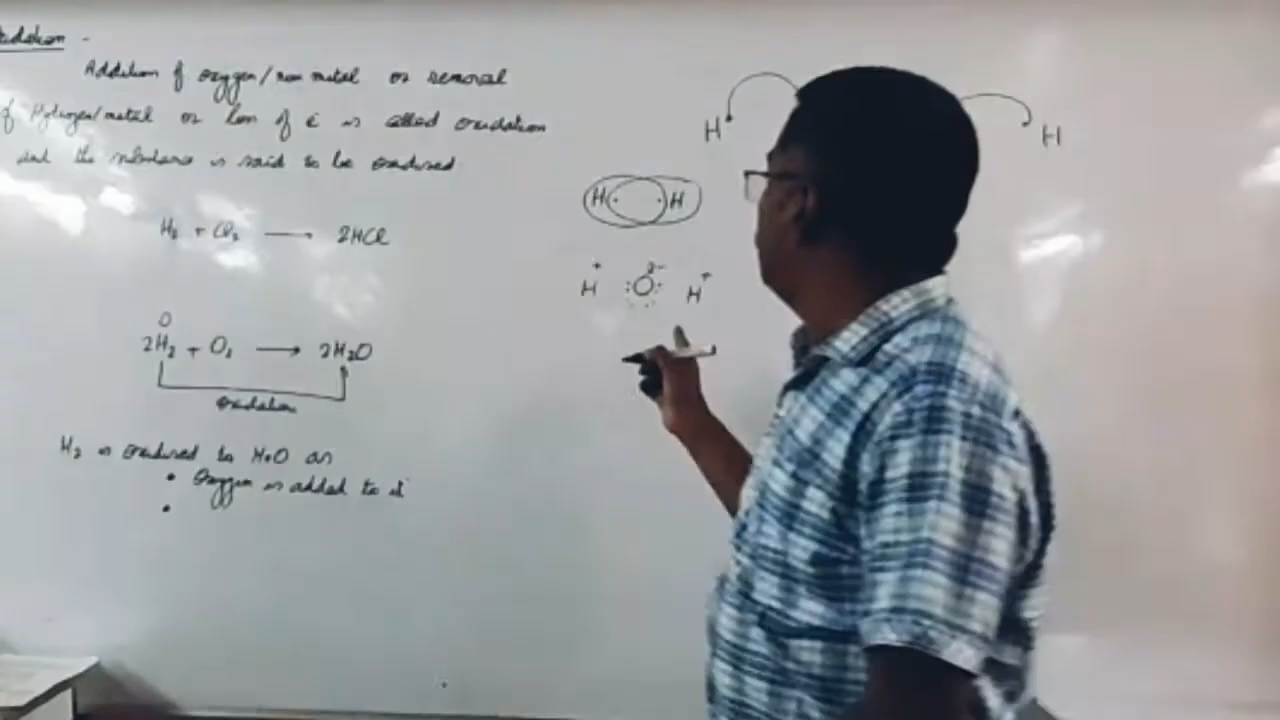 Oxidation -
Addition of oxygen/non metal or removal
of Hydrogen/metal or loss of e⁻ is called oxidation
and the substance is said to be oxidised
H₂ + Cl₂ ⟶ 2HCl
O
2H₂ + O₂ ⟶ 2H₂O
oxidation
H₂ is oxidised to H₂O as
• Oxygen is added to it
•
H H
H· ·H
H⁺ :O:²⁻ H⁺